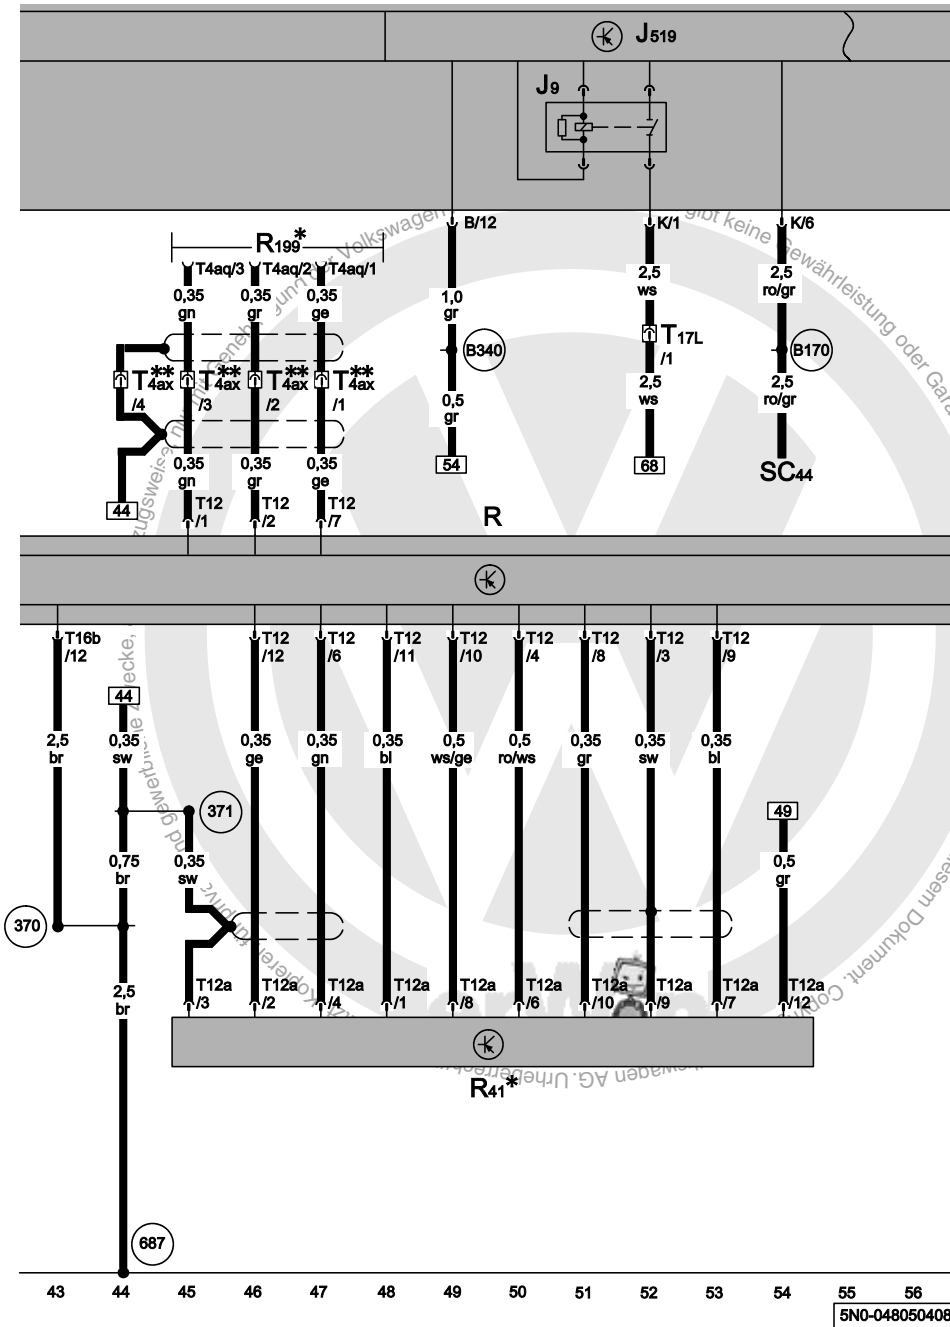 J519
J9
B/12 K/1 K/6
R199*
T4aq/3 T4aq/2 T4aq/1
0,35 0,35 0,35 1,0 2,5 2,5
gn gr ge gr ws ro/gr
B340 T17L B170
/1
T4ax** T4ax** T4ax** T4ax**
/4 /3 /2 /1
0,5 2,5 2,5
gr ws ro/gr
0,35 0,35 0,35 54 68 SC44
gn gr ge
44 T12 T12 T12 R
/1 /2 /7
T16b T12 T12 T12 T12 T12 T12 T12 T12
/12 /12 /6 /11 /10 /4 /8 /3 /9
44
2,5 0,35 0,35 0,35 0,35 0,5 0,5 0,35 0,35 0,35
br sw ge gn bl ws/ge ro/ws gr sw bl
371 49
0,75 0,35 0,5
br sw gr
370
2,5
br
T12a T12a T12a T12a T12a T12a T12a T12a T12a T12a
/3 /2 /4 /1 /8 /6 /10 /9 /7 /12
R41*
687
43 44 45 46 47 48 49 50 51 52 53 54 55 56
5N0-048050408